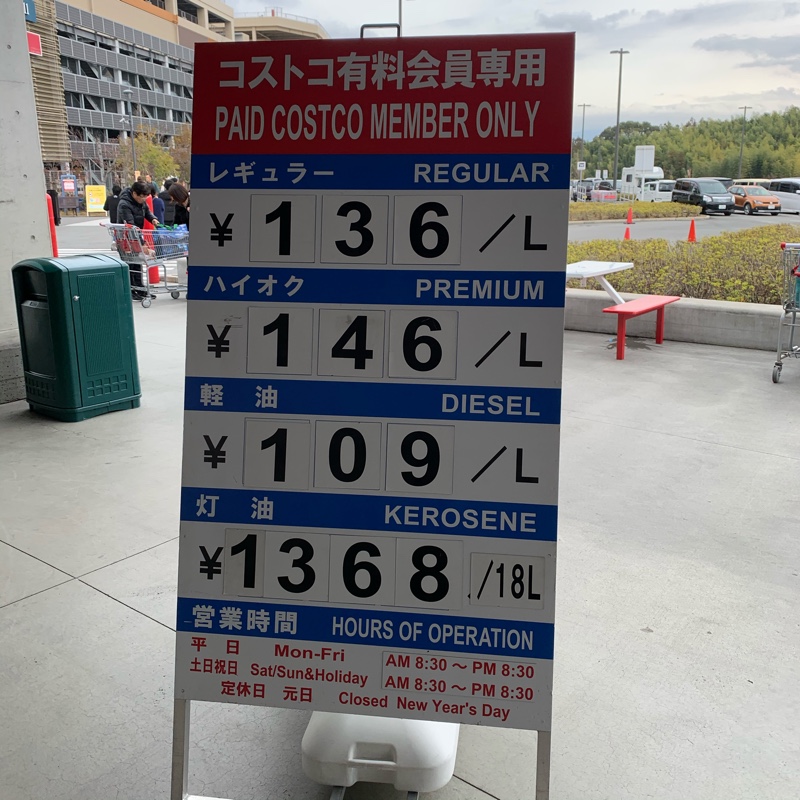 コストコ有料会員専用
PAID COSTCO MEMBER ONLY
レギュラー REGULAR
¥ 136 /L
ハイオク PREMIUM
¥ 146 /L
軽油 DIESEL
¥ 109 /L
灯油 KEROSENE
¥1368 /18L
営業時間 HOURS OF OPERATION
平日 Mon-Fri AM 8:30 ～ PM 8:30
土日祝日 Sat/Sun&Holiday AM 8:30 ～ PM 8:30
定休日 元日 Closed New Year's Day